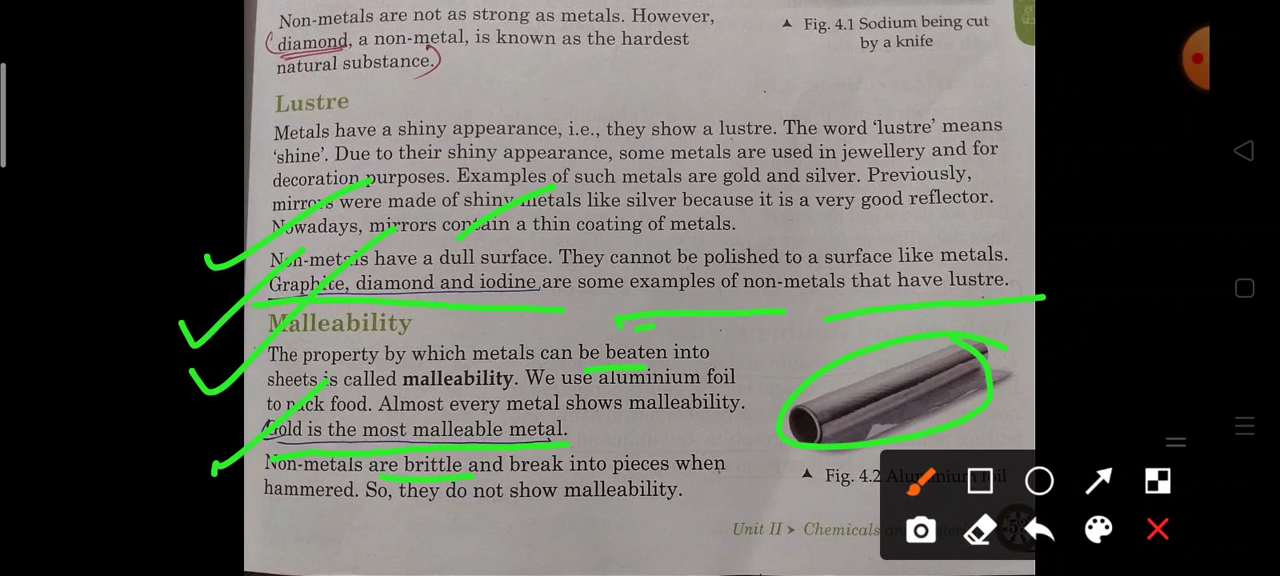 Non-metals are not as strong as metals. However,
diamond, a non-metal, is known as the hardest
natural substance.
Fig. 4.1 Sodium being cut
by a knife
Lustre
Metals have a shiny appearance, i.e., they show a lustre. The word ‘lustre’ means
‘shine’. Due to their shiny appearance, some metals are used in jewellery and for
decoration purposes. Examples of such metals are gold and silver. Previously,
mirrors were made of shiny metals like silver because it is a very good reflector.
Nowadays, mirrors contain a thin coating of metals.
Non-metals have a dull surface. They cannot be polished to a surface like metals.
Graphite, diamond and iodine are some examples of non-metals that have lustre.
Malleability
The property by which metals can be beaten into
sheets is called malleability. We use aluminium foil
to pack food. Almost every metal shows malleability.
Gold is the most malleable metal.
Non-metals are brittle and break into pieces when
hammered. So, they do not show malleability.
Fig. 4.2 Aluminium foil
Unit II > Chemicals